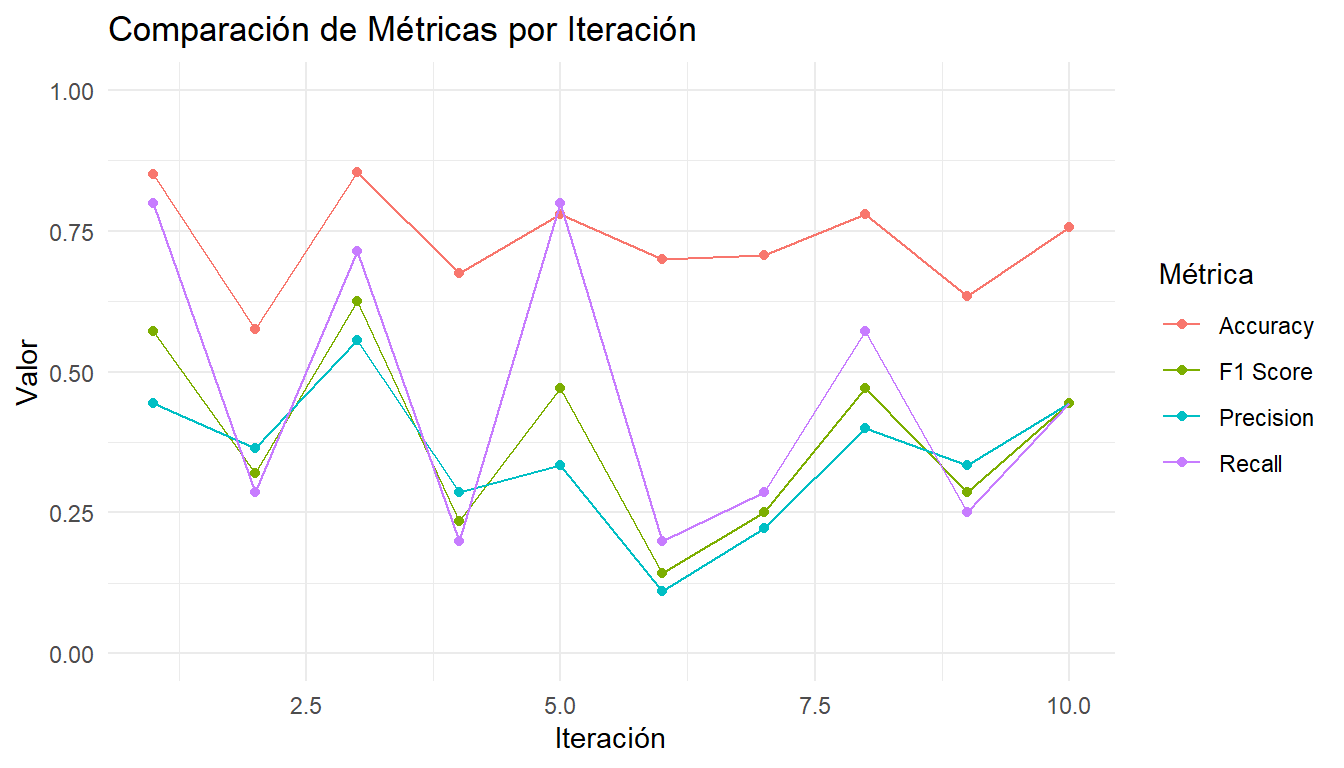 Comparación de Métricas por Iteración
1.00
0.75
0.50
0.25
0.00
Valor
2.5
5.0
7.5
10.0
Iteración
Métrica
Accuracy
F1 Score
Precision
Recall